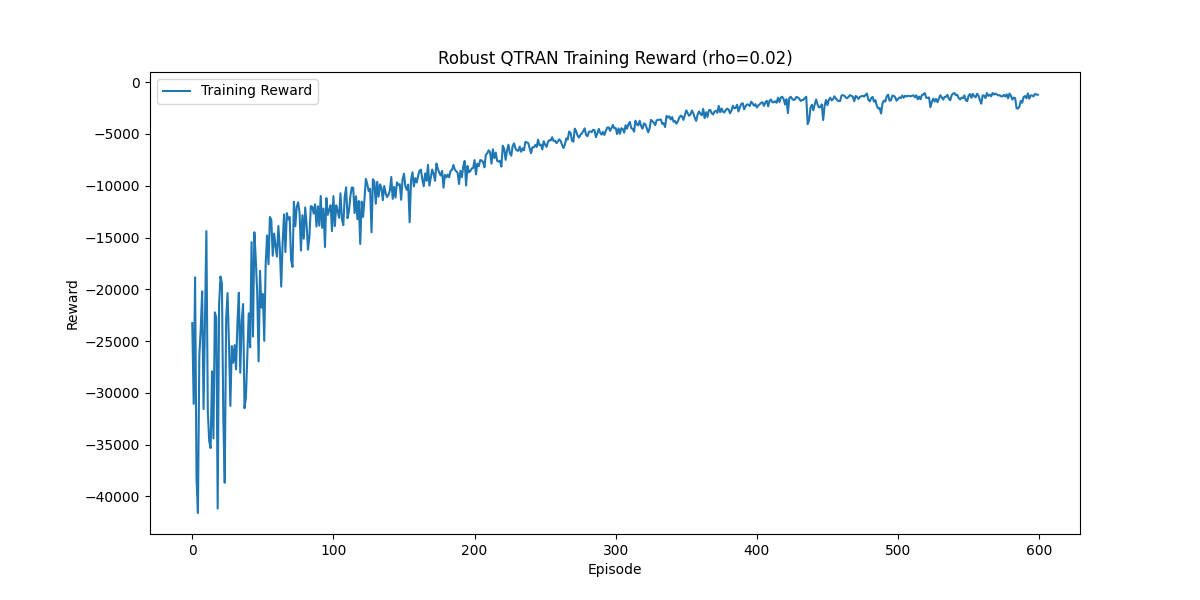 Robust QTRAN Training Reward (rho=0.02)
Training Reward
0
−5000
−10000
−15000
−20000
−25000
−30000
−35000
−40000
Reward
0 100 200 300 400 500 600
Episode